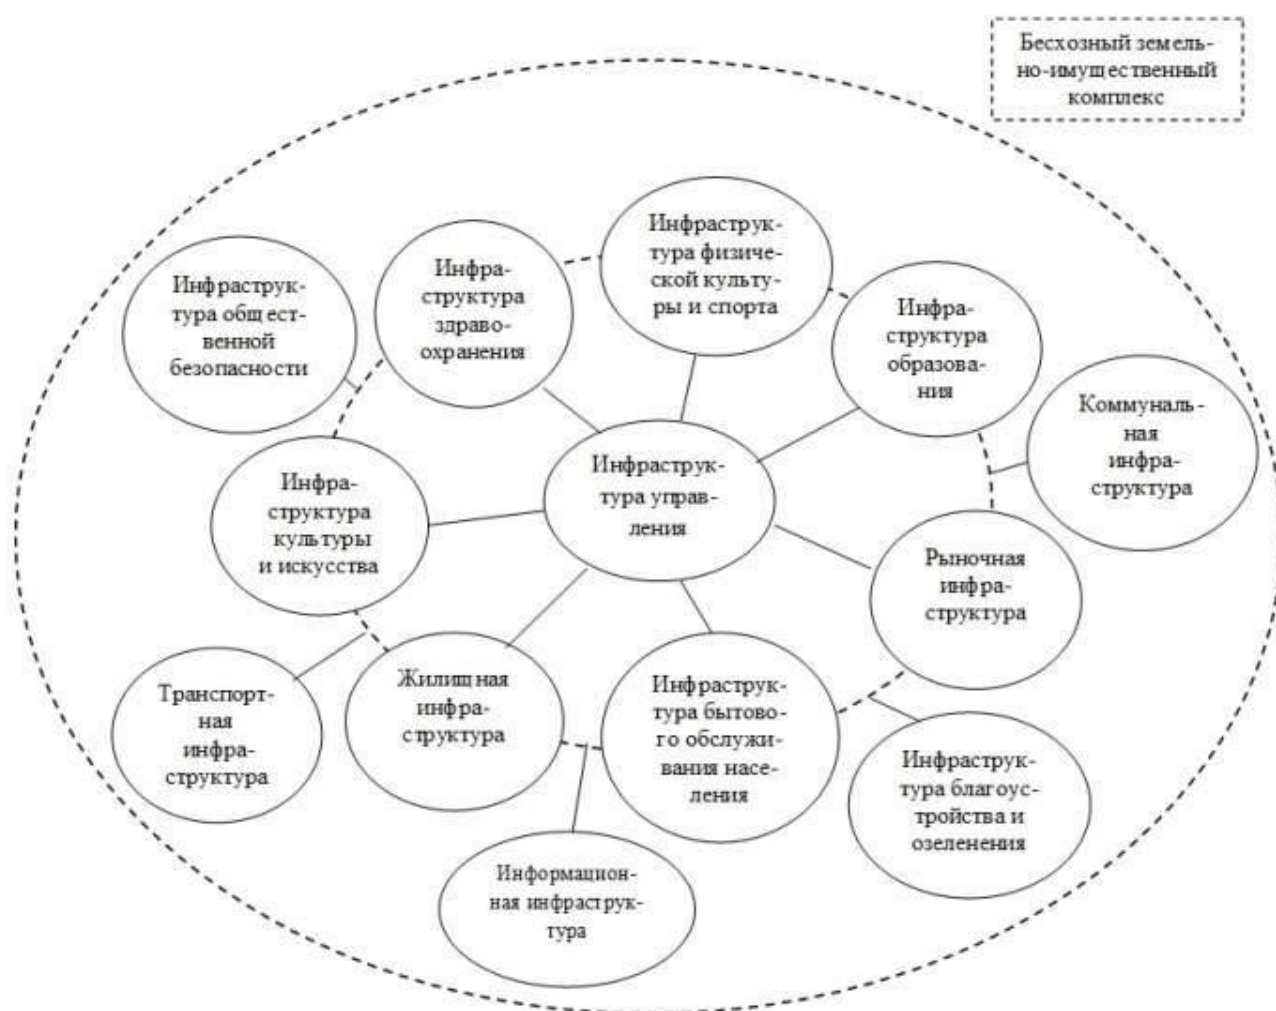 Бесхозный земель-
но-имущественный
комплекс
Инфраструк-
тура физиче-
ской культу-
ры и спорта
Инфра-
структура
здраво-
охранения
Инфраструк-
тура общест-
венной
безопасности
Инфра-
структура
образова-
ния
Коммуналь-
ная
инфра-
структура
Инфраструк-
тура управ-
ления
Инфра-
структура
культуры
и искусства
Рыночная
инфра-
структура
Транспорт-
ная
инфра-
структура
Жилищная
инфра-
структура
Инфраструк-
тура бытово-
го обслужи-
вания насе-
ления
Инфраструк-
тура благоус-
тройства и
озеленения
Информацион-
ная инфраструк-
тура